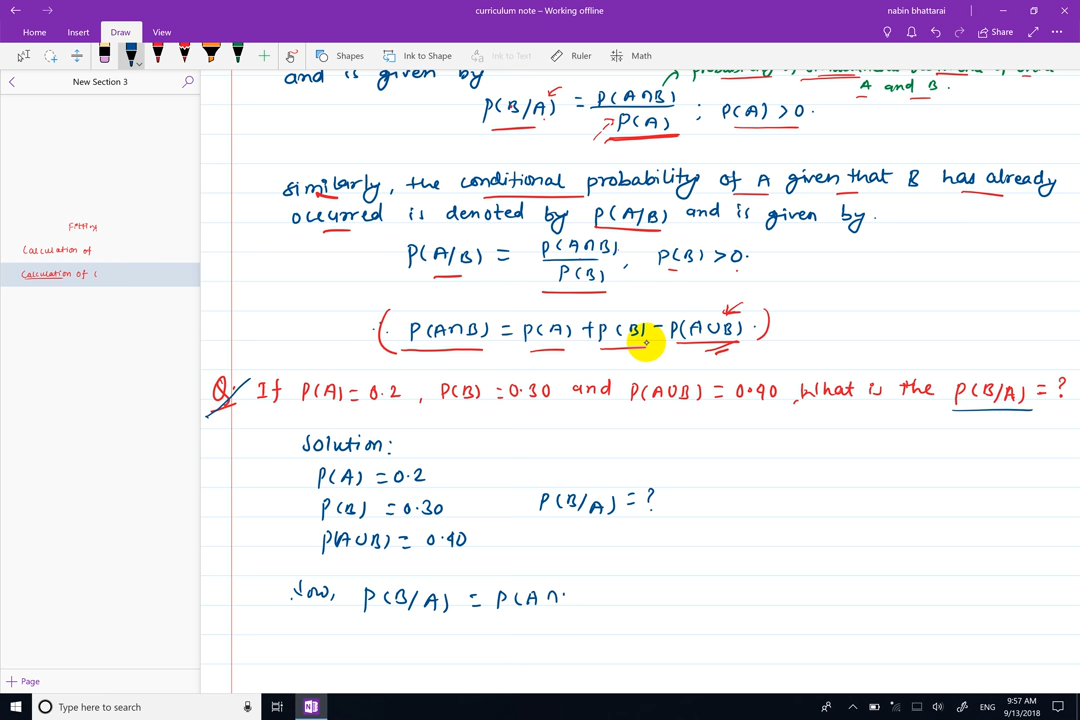 curriculum note – Working offline
nabin bhattarai
Home Insert Draw View
Share
Shapes Ink to Shape Ink to Text Ruler Math
New Section 3
Calculation of
Calculation of (
+ Page
and is given by
A and B.
P(B/A) = P(A∩B) / P(A) ; P(A) > 0.
similarly, the conditional probability of A given that B has already
occurred is denoted by P(A/B) and is given by.
P(A/B) = P(A∩B) / P(B) , P(B) > 0.
( P(A∩B) = P(A) + P(B) – P(A∪B) . )
Q: If P(A) = 0.2 , P(B) = 0.30 and P(A∪B) = 0.40 , What is the P(B/A) = ?
Solution:
P(A) = 0.2
P(B) = 0.30 P(B/A) = ?
P(A∪B) = 0.40
Now, P(B/A) = P(A∩
Type here to search
ENG
9:57 AM
9/13/2018